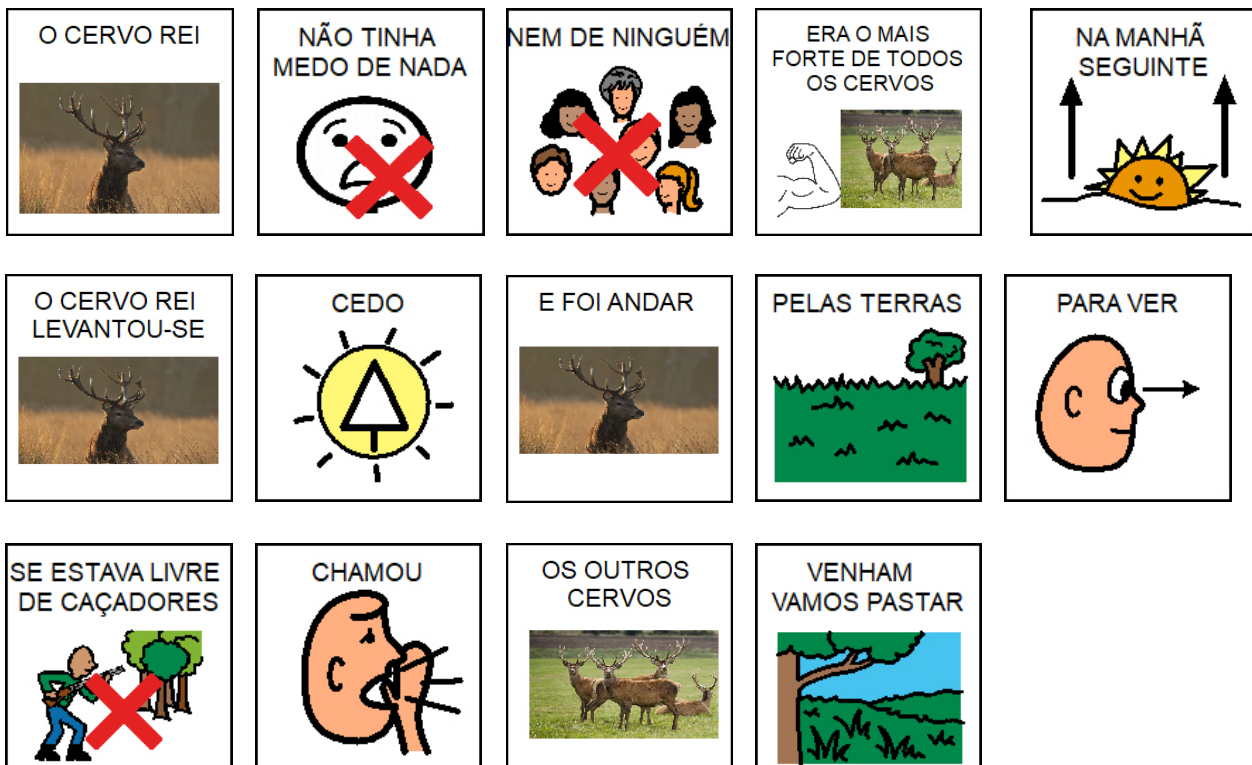 O CERVO REI
NÃO TINHA
MEDO DE NADA
NEM DE NINGUÉM
ERA O MAIS
FORTE DE TODOS
OS CERVOS
NA MANHÃ
SEGUINTE
O CERVO REI
LEVANTOU-SE
CEDO
E FOI ANDAR
PELAS TERRAS
PARA VER
SE ESTAVA LIVRE
DE CAÇADORES
CHAMOU
OS OUTROS
CERVOS
VENHAM
VAMOS PASTAR